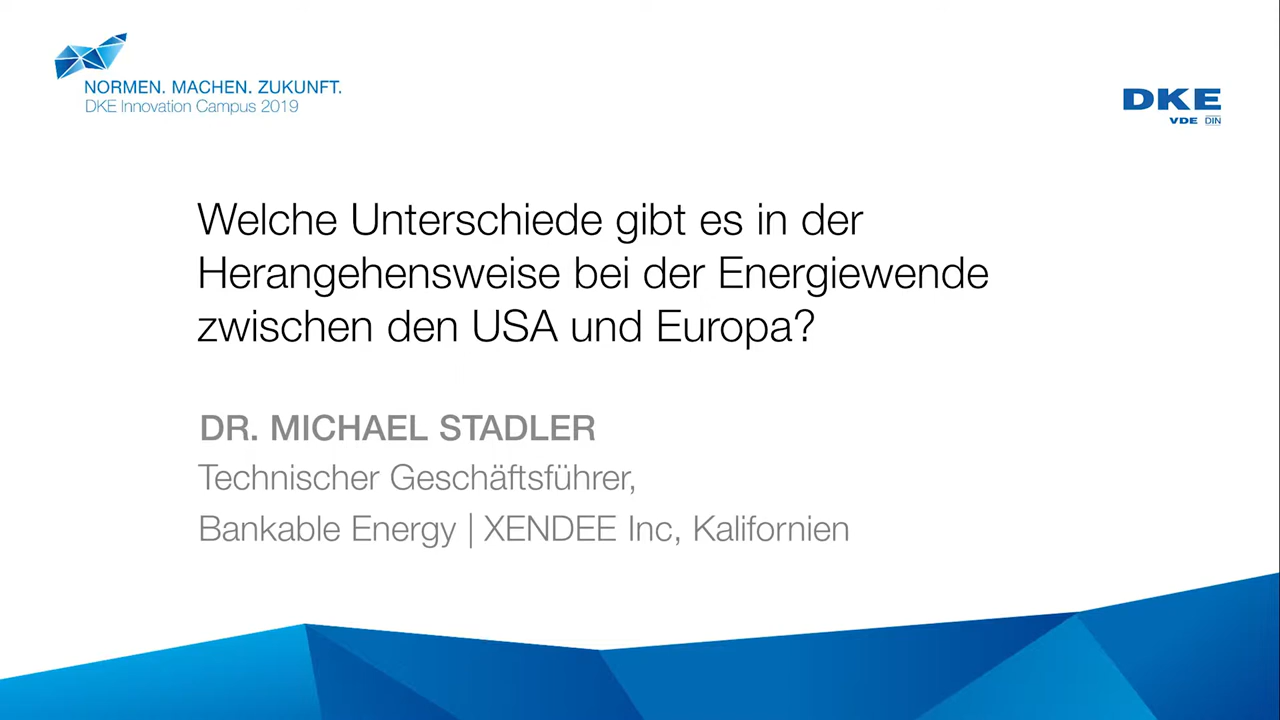 NORMEN. MACHEN. ZUKUNFT.
DKE Innovation Campus 2019
DKE
VDE DIN
Welche Unterschiede gibt es in der
Herangehensweise bei der Energiewende
zwischen den USA und Europa?
DR. MICHAEL STADLER
Technischer Geschäftsführer,
Bankable Energy | XENDEE Inc, Kalifornien